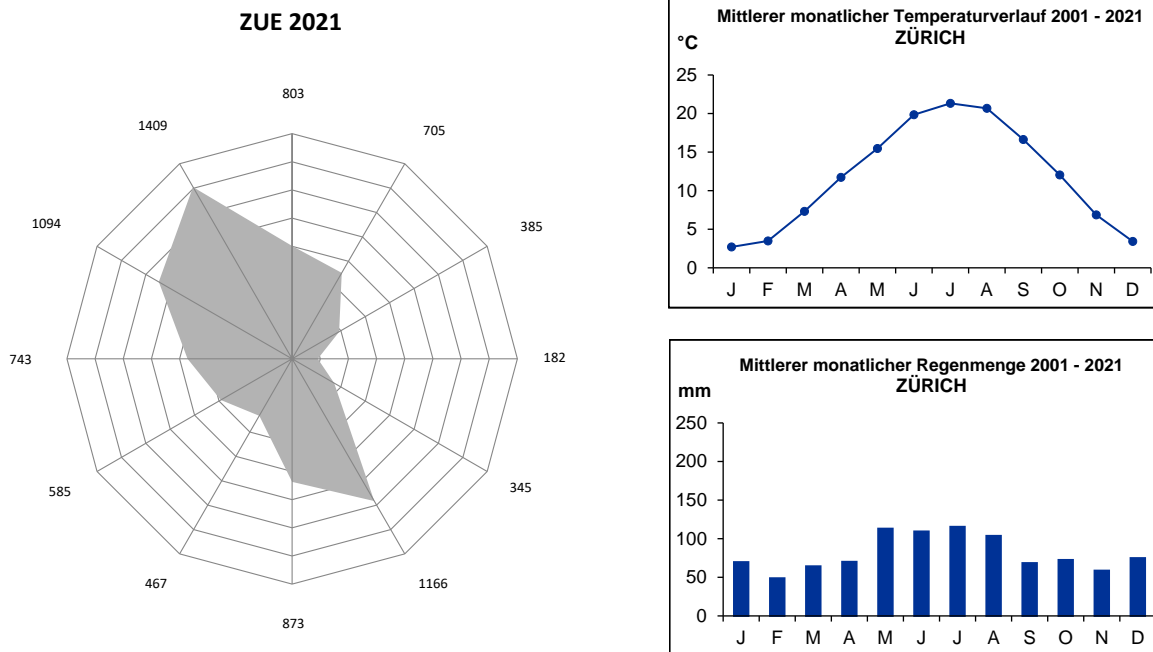 ZUE 2021
803
705
385
182
345
1166
873
467
585
743
1094
1409
Mittlerer monatlicher Temperaturverlauf 2001 - 2021
ZÜRICH
°C
25
20
15
10
5
0
J F M A M J J A S O N D
Mittlerer monatlicher Regenmenge 2001 - 2021
ZÜRICH
mm
250
200
150
100
50
0
J F M A M J J A S O N D